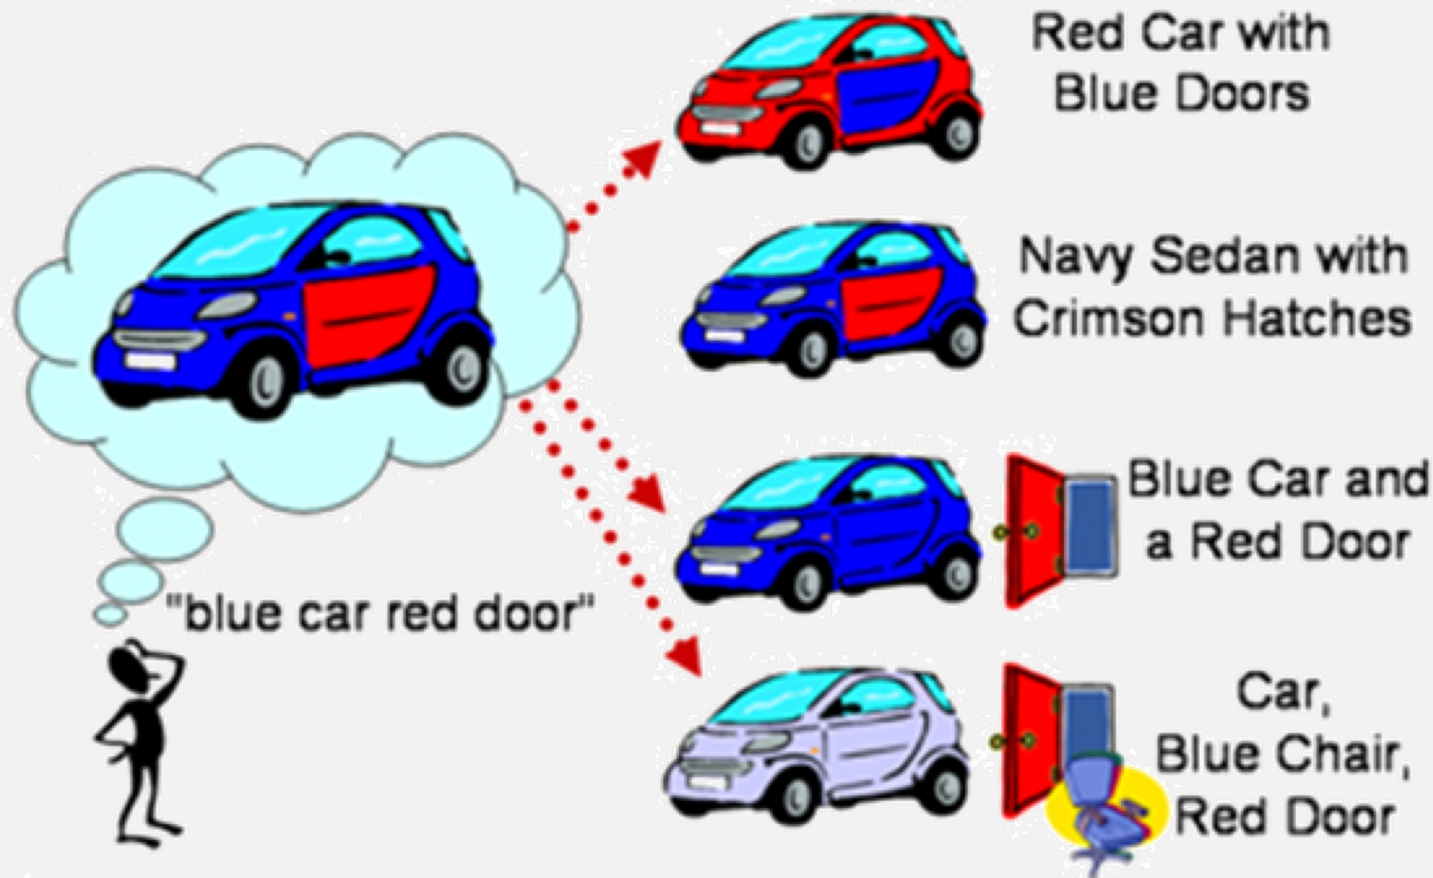 Red Car with
Blue Doors
Navy Sedan with
Crimson Hatches
Blue Car and
a Red Door
"blue car red door"
Car,
Blue Chair,
Red Door